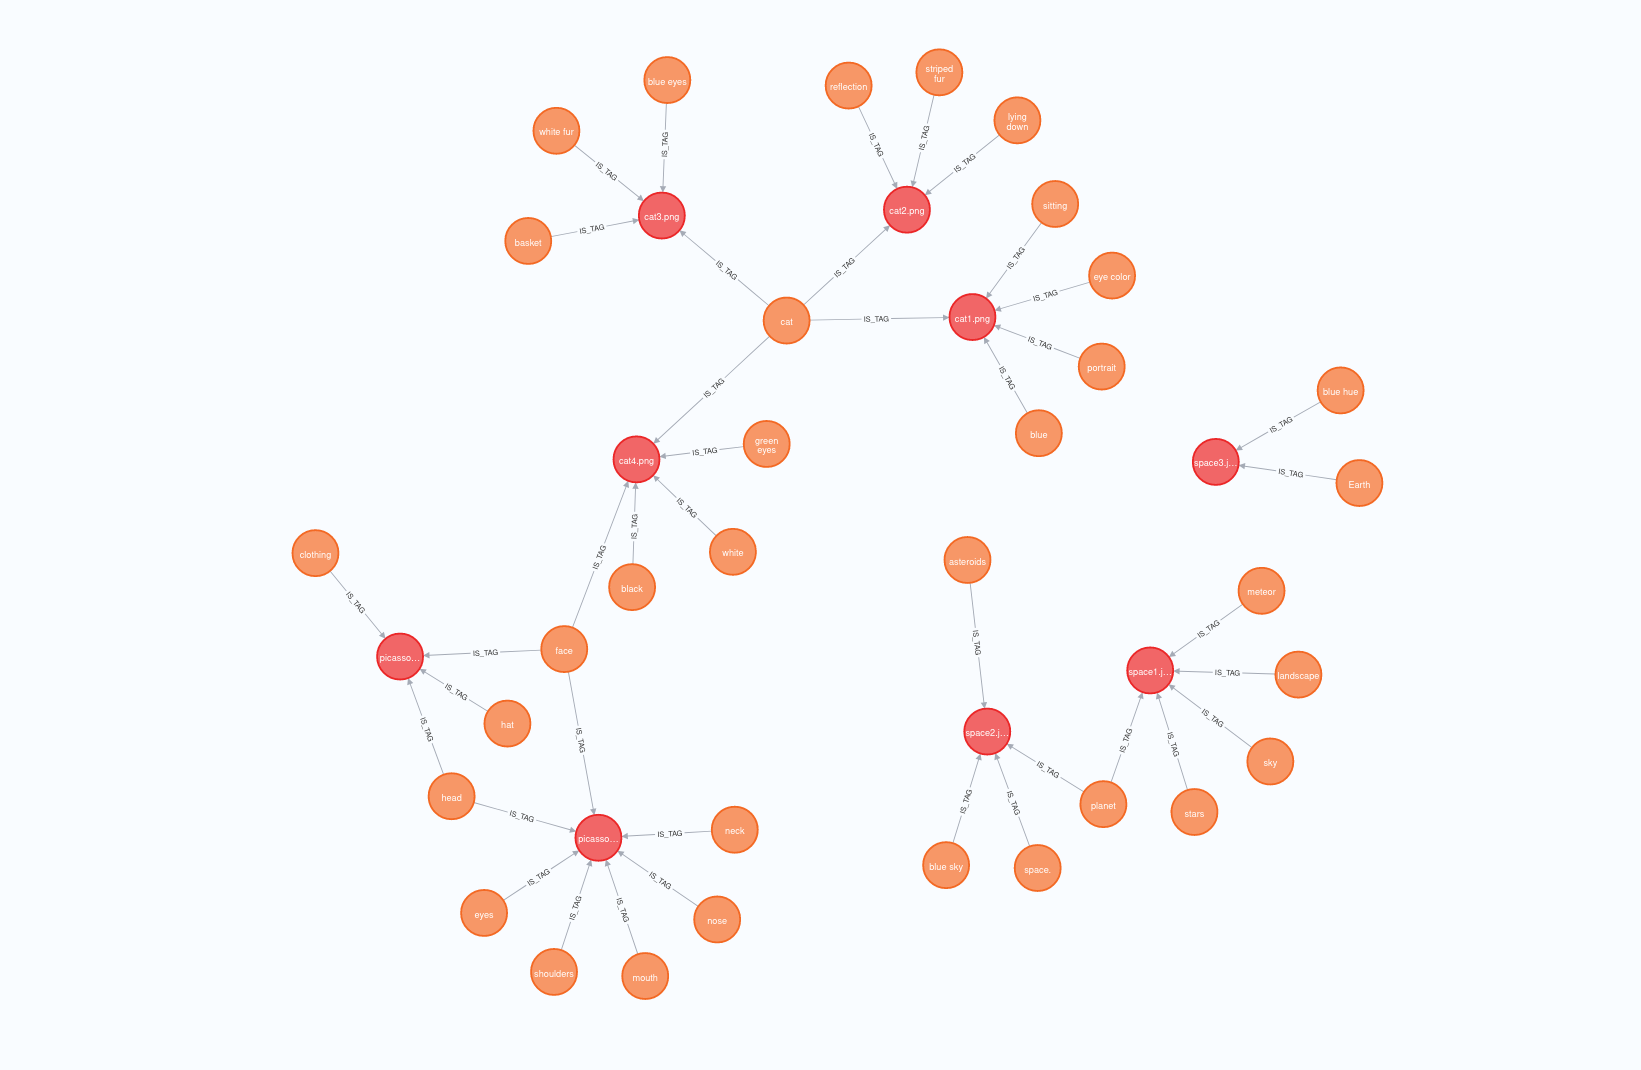 blue eyes
striped
fur
reflection
lying
down
white fur
IS_TAG
IS_TAG
IS_TAG
IS_TAG
IS_TAG
IS_TAG
sitting
cat3.png
cat2.png
IS_TAG
basket
IS_TAG
IS_TAG
IS_TAG
eye color
IS_TAG
cat
IS_TAG
cat1.png
IS_TAG
portrait
IS_TAG
IS_TAG
blue hue
IS_TAG
blue
green
eyes
IS_TAG
cat4.png
space3.j...
IS_TAG
Earth
IS_TAG
IS_TAG
white
clothing
IS_TAG
asteroids
black
meteor
IS_TAG
IS_TAG
IS_TAG
face
IS_TAG
picasso...
space1.j...
IS_TAG
landscape
IS_TAG
hat
IS_TAG
IS_TAG
space2.j...
IS_TAG
IS_TAG
IS_TAG
sky
IS_TAG
head
IS_TAG
IS_TAG
planet
stars
IS_TAG
neck
IS_TAG
picasso...
blue sky
space.
IS_TAG
IS_TAG
IS_TAG
IS_TAG
eyes
nose
shoulders
mouth